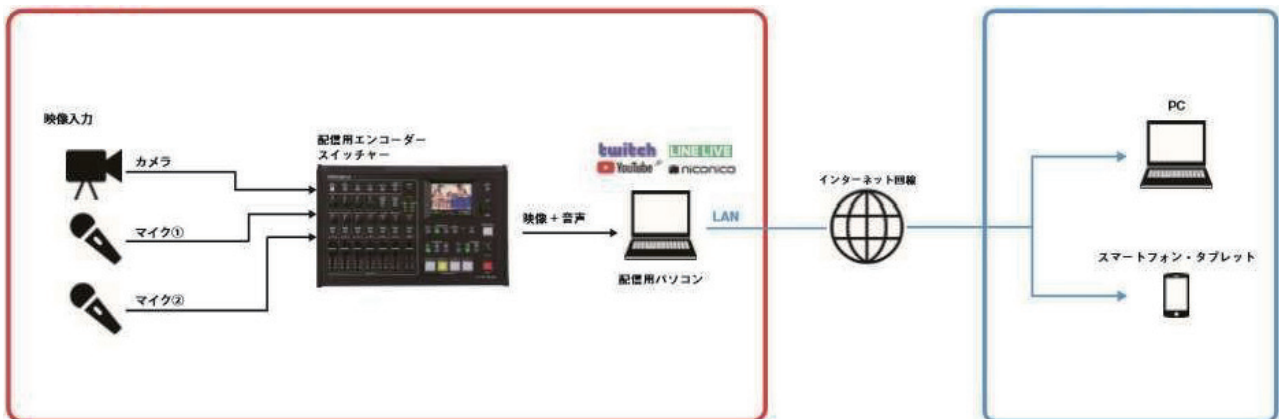 映像入力
カメラ
マイク①
マイク②
配信用エンコーダー
スイッチャー
映像 + 音声
twitch LINE LIVE
YouTube niconico
配信用パソコン
LAN
インターネット回線
PC
スマートフォン・タブレット